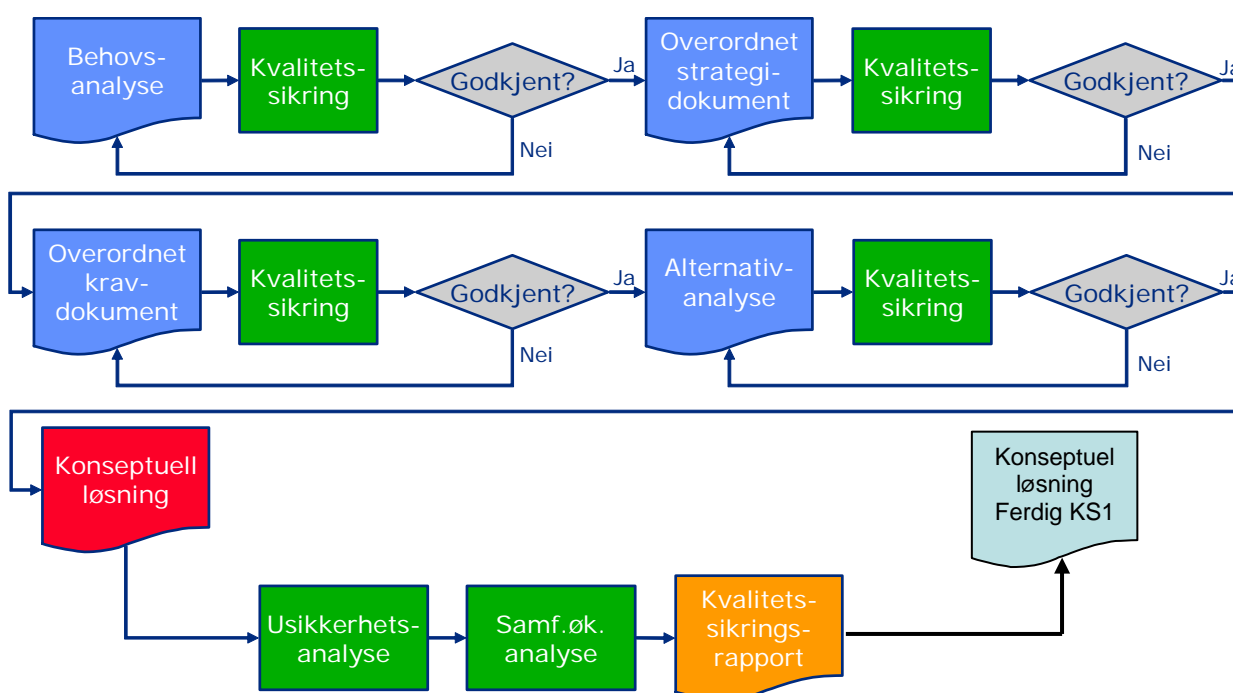 Behovs-
analyse
Kvalitets-
sikring
Godkjent?
Ja
Nei
Overordnet
strategi-
dokument
Kvalitets-
sikring
Godkjent?
Ja
Nei
Overordnet
krav-
dokument
Kvalitets-
sikring
Godkjent?
Ja
Nei
Alternativ-
analyse
Kvalitets-
sikring
Godkjent?
Ja
Nei
Konseptuell
løsning
Usikkerhets-
analyse
Samf.øk.
analyse
Kvalitets-
sikrings-
rapport
Konseptuel
løsning
Ferdig KS1